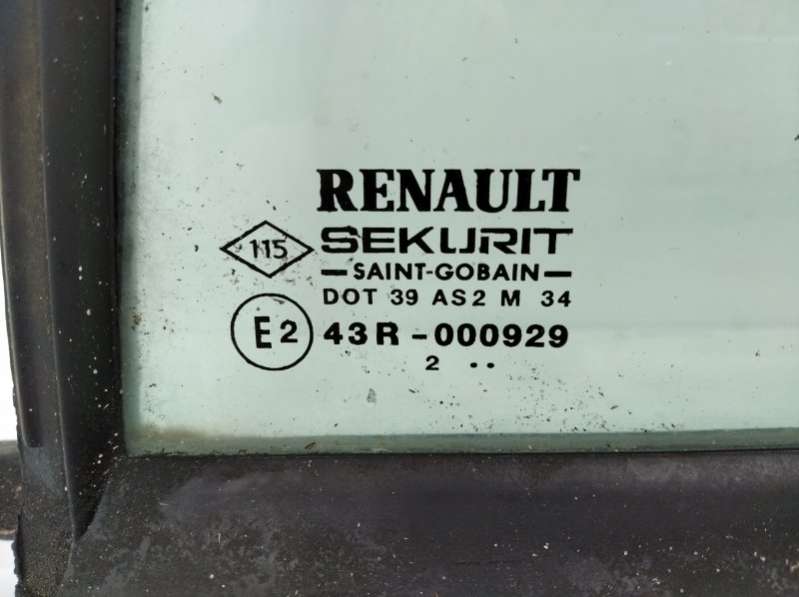 RENAULT
115
SEKURIT
SAINT-GOBAIN
DOT 39 AS2 M 34
E2
43R-000929
2 ..